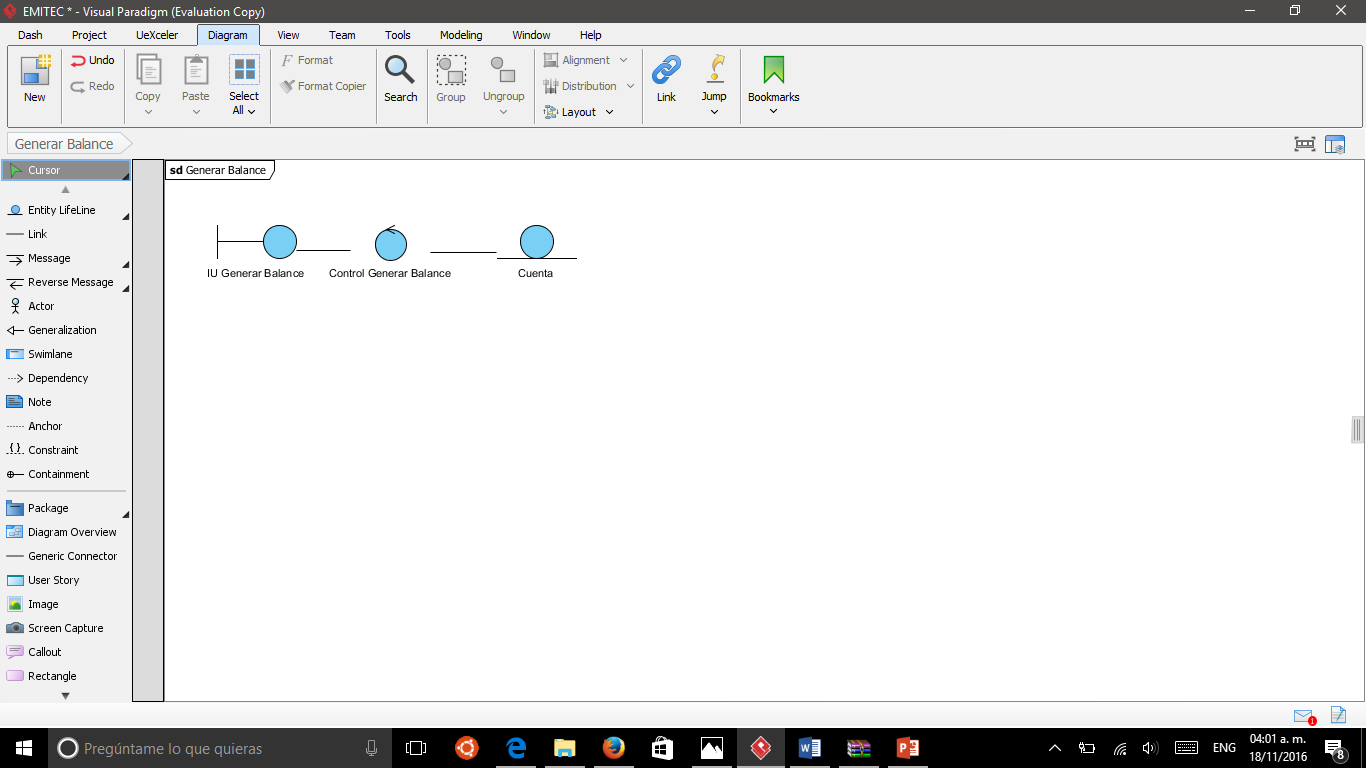 EMITEC * - Visual Paradigm (Evaluation Copy)
Dash Project UeXceler Diagram View Team Tools Modeling Window Help
New
Undo
Redo
Copy
Paste
Select All
Format
Format Copier
Search
Group
Ungroup
Alignment
Distribution
Layout
Link
Jump
Bookmarks
Generar Balance
Cursor
Entity LifeLine
Link
Message
Reverse Message
Actor
Generalization
Swimlane
Dependency
Note
Anchor
Constraint
Containment
Package
Diagram Overview
Generic Connector
User Story
Image
Screen Capture
Callout
Rectangle
sd Generar Balance
IU Generar Balance
Control Generar Balance
Cuenta
1
Pregúntame lo que quieras
ENG
04:01 a. m.
18/11/2016
8